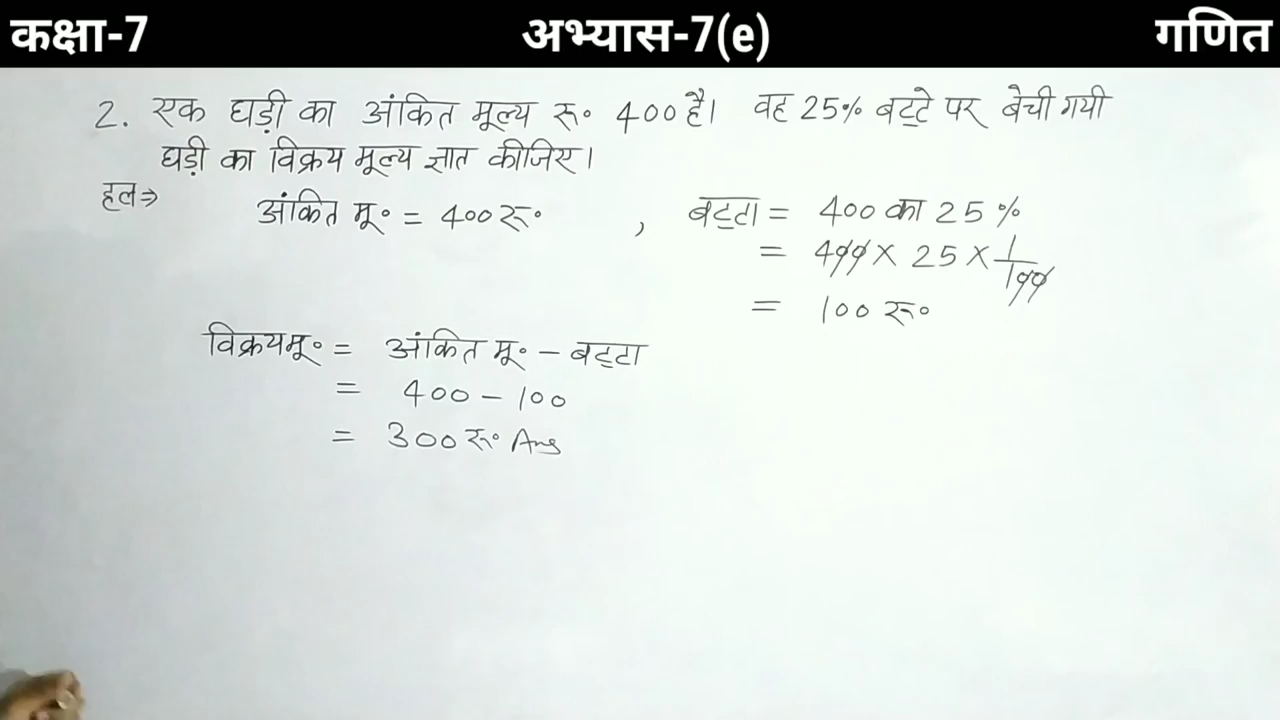 कक्षा-7 अभ्यास-7(e) गणित
2. एक घड़ी का अंकित मूल्य रू० 400 है। वह 25% बट्टे पर बेची गयी
घड़ी का विक्रय मूल्य ज्ञात कीजिए।
हल⇒ अंकित मू० = 400 रू० , बट्टा = 400 का 25 %
= 400 × 25 × 1/100
= 100 रू०
विक्रय मू० = अंकित मू० - बट्टा
= 400 - 100
= 300 रू० Ans